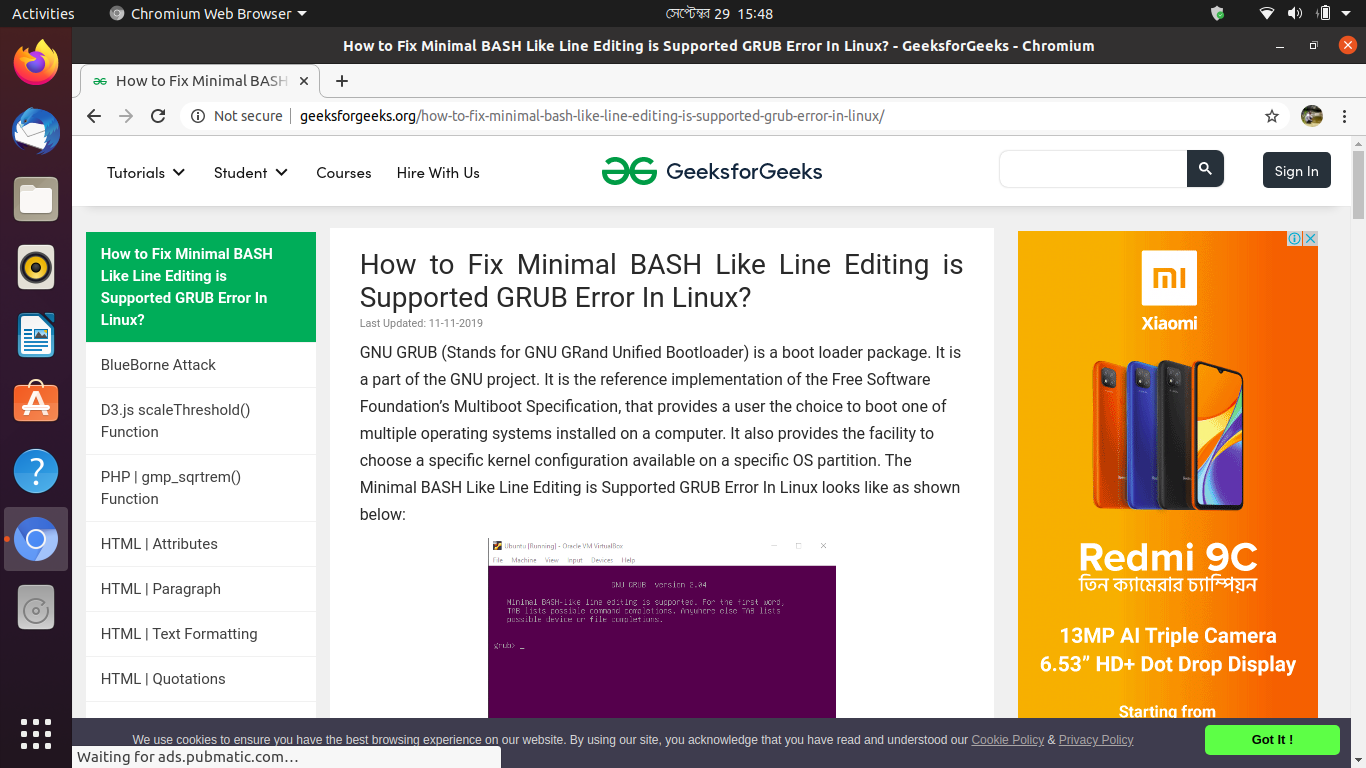 Activities
Chromium Web Browser
সেপ্টেম্বর 29 15:48
How to Fix Minimal BASH Like Line Editing is Supported GRUB Error In Linux? - GeeksforGeeks - Chromium
How to Fix Minimal BASH
Not secure
geeksforgeeks.org/how-to-fix-minimal-bash-like-line-editing-is-supported-grub-error-in-linux/
Tutorials
Student
Courses
Hire With Us
GeeksforGeeks
Sign In
How to Fix Minimal BASH
Like Line Editing is
Supported GRUB Error In
Linux?
BlueBorne Attack
D3.js scaleThreshold()
Function
PHP | gmp_sqrtrem()
Function
HTML | Attributes
HTML | Paragraph
HTML | Text Formatting
HTML | Quotations
How to Fix Minimal BASH Like Line Editing is
Supported GRUB Error In Linux?
Last Updated: 11-11-2019
GNU GRUB (Stands for GNU GRand Unified Bootloader) is a boot loader package. It is
a part of the GNU project. It is the reference implementation of the Free Software
Foundation’s Multiboot Specification, that provides a user the choice to boot one of
multiple operating systems installed on a computer. It also provides the facility to
choose a specific kernel configuration available on a specific OS partition. The
Minimal BASH Like Line Editing is Supported GRUB Error In Linux looks like as shown
below:
Ubuntu [Running] - Oracle VM VirtualBox
File Machine View Input Devices Help
GNU GRUB version 2.04
Minimal BASH-like line editing is supported. For the first word,
TAB lists possible command completions. Anywhere else TAB lists
possible device or file completions.
grub> _
mi
Xiaomi
Redmi 9C
তিন ক্যামেরার চ্যাম্পিয়ন
13MP AI Triple Camera
6.53” HD+ Dot Drop Display
Starting from
We use cookies to ensure you have the best browsing experience on our website. By using our site, you acknowledge that you have read and understood our Cookie Policy & Privacy Policy
Got It !
Waiting for ads.pubmatic.com…